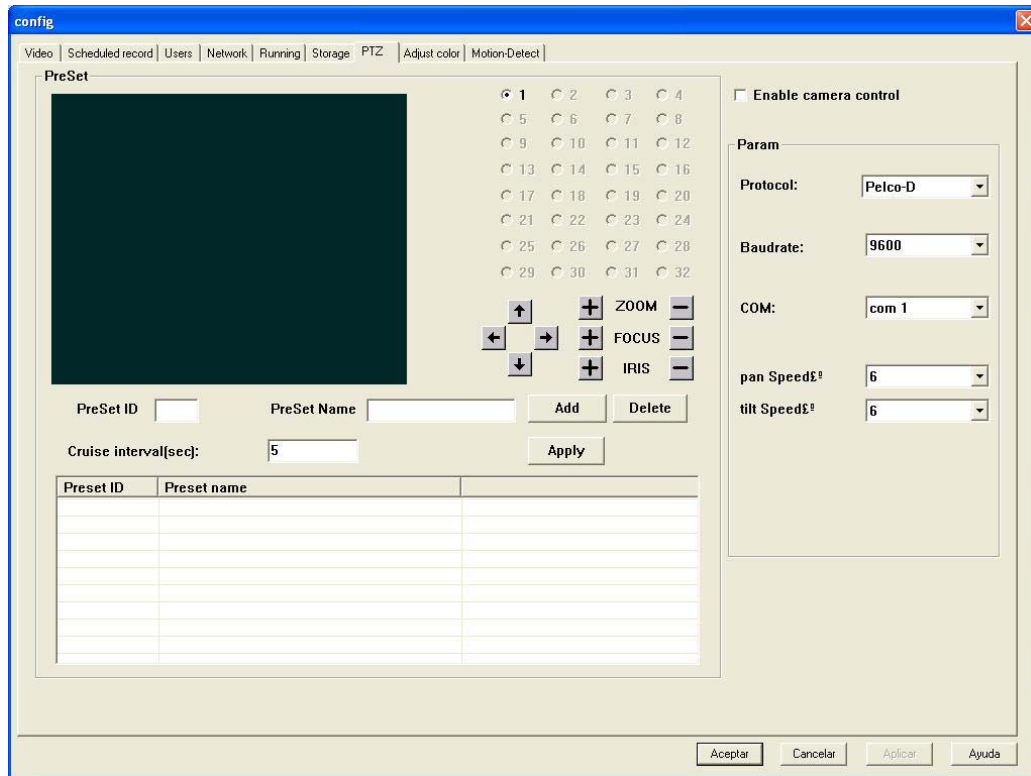 config
Video Scheduled record Users Network Running Storage PTZ Adjust color Motion-Detect
PreSet
1 2 3 4
5 6 7 8
9 10 11 12
13 14 15 16
17 18 19 20
21 22 23 24
25 26 27 28
29 30 31 32
ZOOM
FOCUS
IRIS
PreSet ID PreSet Name Add Delete
Cruise interval(sec): 5 Apply
Preset ID Preset name
Enable camera control
Param
Protocol: Pelco-D
Baudrate: 9600
COM: com 1
pan Speed£º 6
tilt Speed£º 6
Aceptar Cancelar Aplicar Ayuda